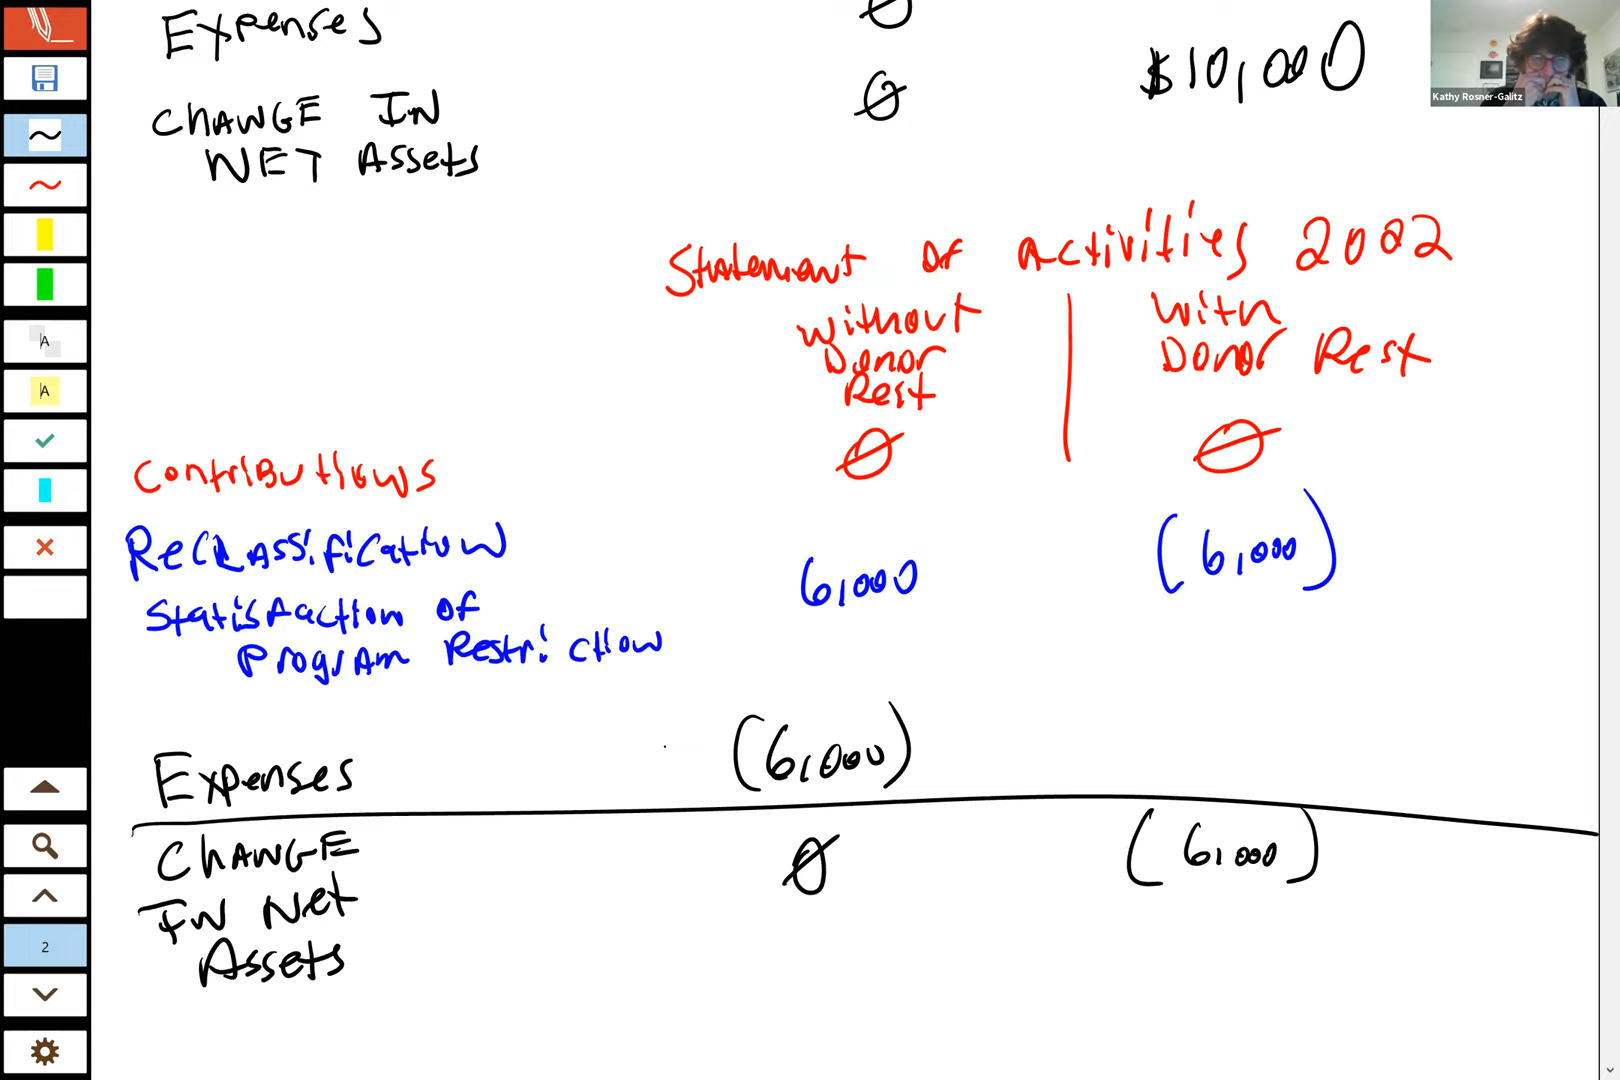 Expenses Ø
$10,000
Kathy Rosner-Galitz
CHANGE IN Ø
NET Assets
Statement of Activities 2022
without With
Donor Donor Rest
Rest
Contributions Ø Ø
Reclassification 6,000 (6,000)
Statisfaction of
Program Restriction
Expenses (6,000)
CHANGE Ø (6,000)
IN Net
Assets
A
A
2